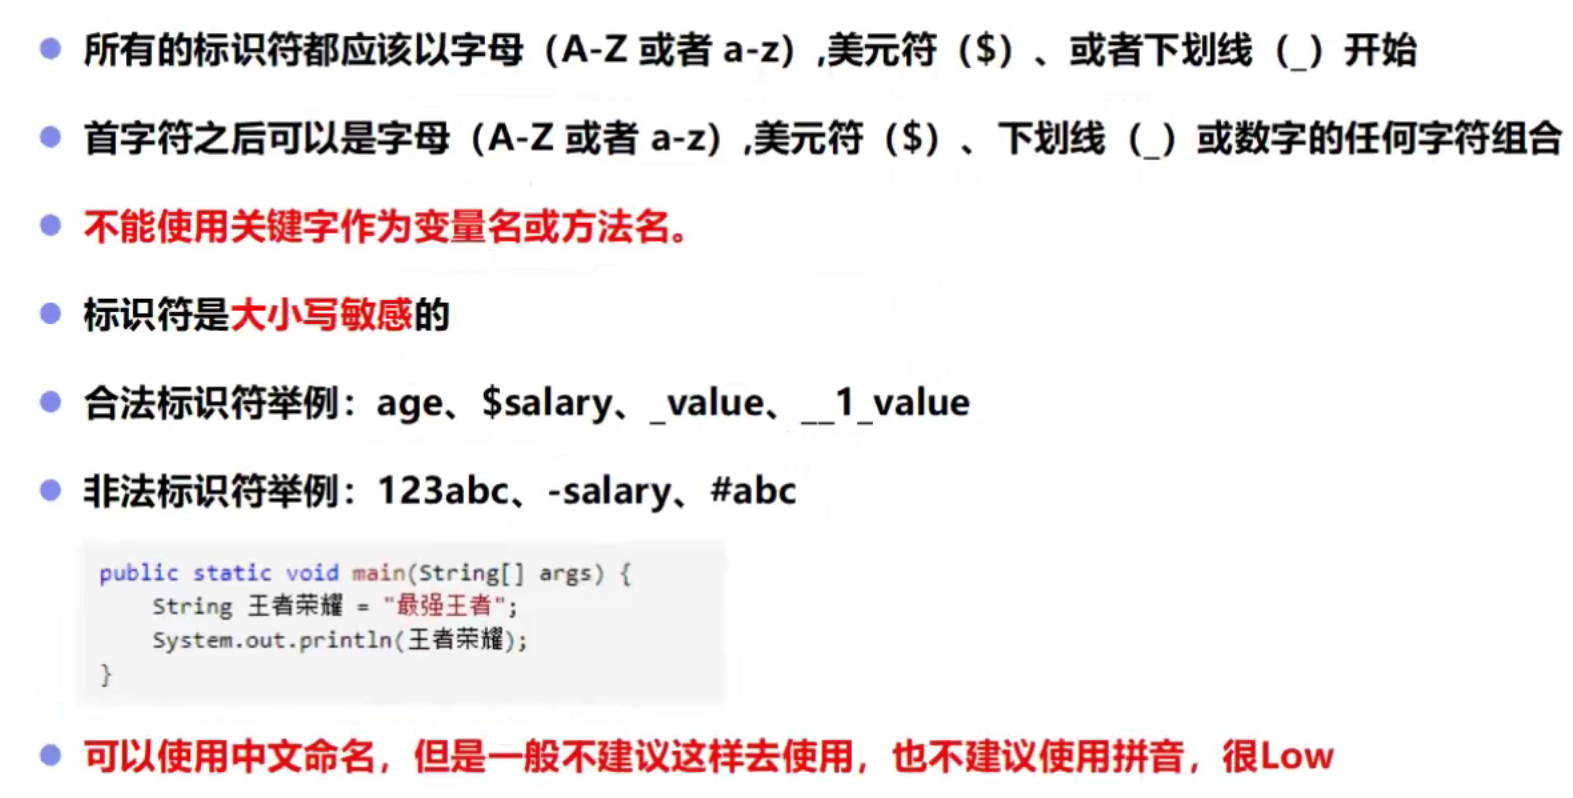 所有的标识符都应该以字母（A-Z 或者 a-z）,美元符（$）、或者下划线（_）开始
首字符之后可以是字母（A-Z 或者 a-z）,美元符（$）、下划线（_）或数字的任何字符组合
不能使用关键字作为变量名或方法名。
标识符是大小写敏感的
合法标识符举例：age、$salary、_value、__1_value
非法标识符举例：123abc、-salary、#abc
public static void main(String[] args) {
    String 王者荣耀 = "最强王者";
    System.out.println(王者荣耀);
}
可以使用中文命名，但是一般不建议这样去使用，也不建议使用拼音，很Low